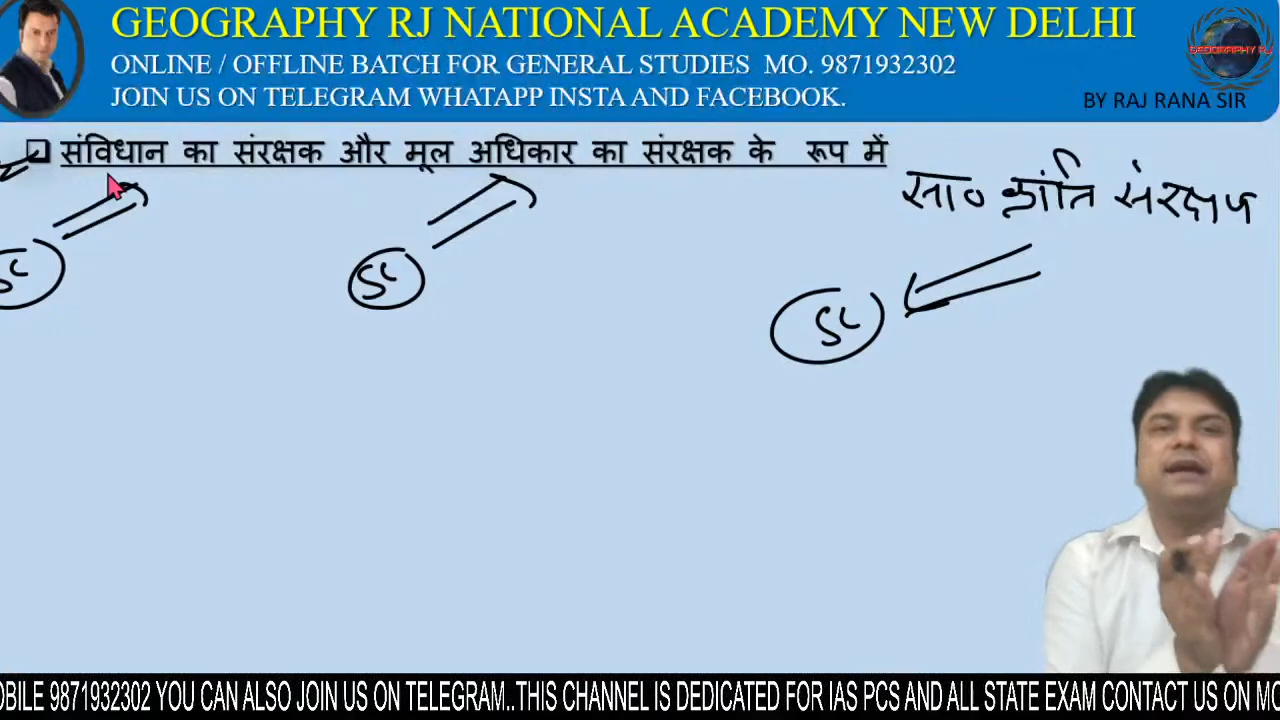 GEOGRAPHY RJ NATIONAL ACADEMY NEW DELHI
GEOGRAPHY RJ
ONLINE / OFFLINE BATCH FOR GENERAL STUDIES MO. 9871932302
JOIN US ON TELEGRAM WHATAPP INSTA AND FACEBOOK.
BY RAJ RANA SIR
संविधान का संरक्षक और मूल अधिकार का संरक्षक के रूप में
सा० क्रांति संरक्षण
SC
SC
SC
OBILE 9871932302 YOU CAN ALSO JOIN US ON TELEGRAM..THIS CHANNEL IS DEDICATED FOR IAS PCS AND ALL STATE EXAM CONTACT US ON MO